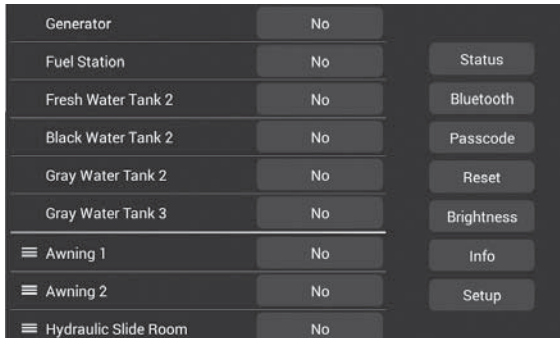 Generator No
Fuel Station No
Status
Fresh Water Tank 2 No
Bluetooth
Black Water Tank 2 No
Passcode
Gray Water Tank 2 No
Reset
Gray Water Tank 3 No
Brightness
Awning 1 No
Info
Awning 2 No
Setup
Hydraulic Slide Room No